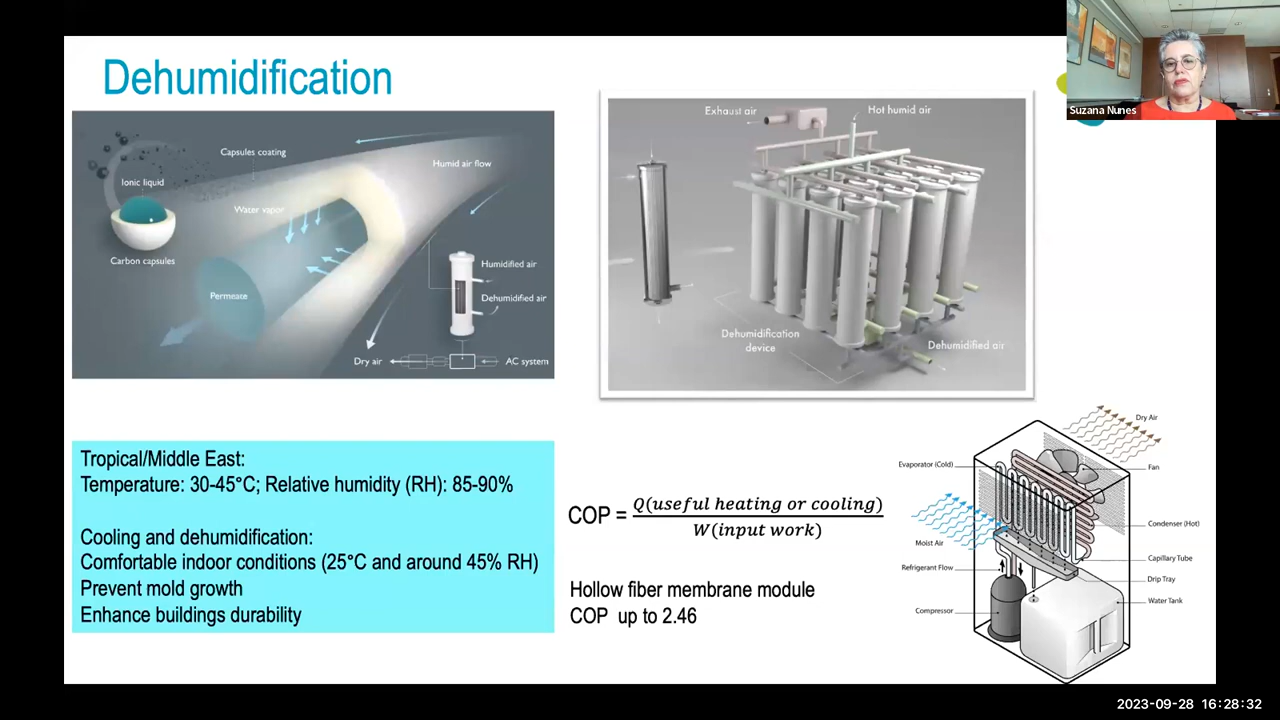 Dehumidification
Suzana Nunes
Capsules coating
Ionic liquid
Humid air flow
Water vapor
Carbon capsules
Permeate
Humidified air
Dehumidified air
Dry air
AC system
Exhaust air
Hot humid air
Dehumidification
device
Dehumidified air
Tropical/Middle East:
Temperature: 30-45°C; Relative humidity (RH): 85-90%
Cooling and dehumidification:
Comfortable indoor conditions (25°C and around 45% RH)
Prevent mold growth
Enhance buildings durability
COP = Q(useful heating or cooling)
W(input work)
Hollow fiber membrane module
COP up to 2.46
Dry Air
Evaporator (Cold)
Fan
Condenser (Hot)
Moist Air
Capillary Tube
Refrigerant Flow
Drip Tray
Water Tank
Compressor
2023-09-28 16:28:32